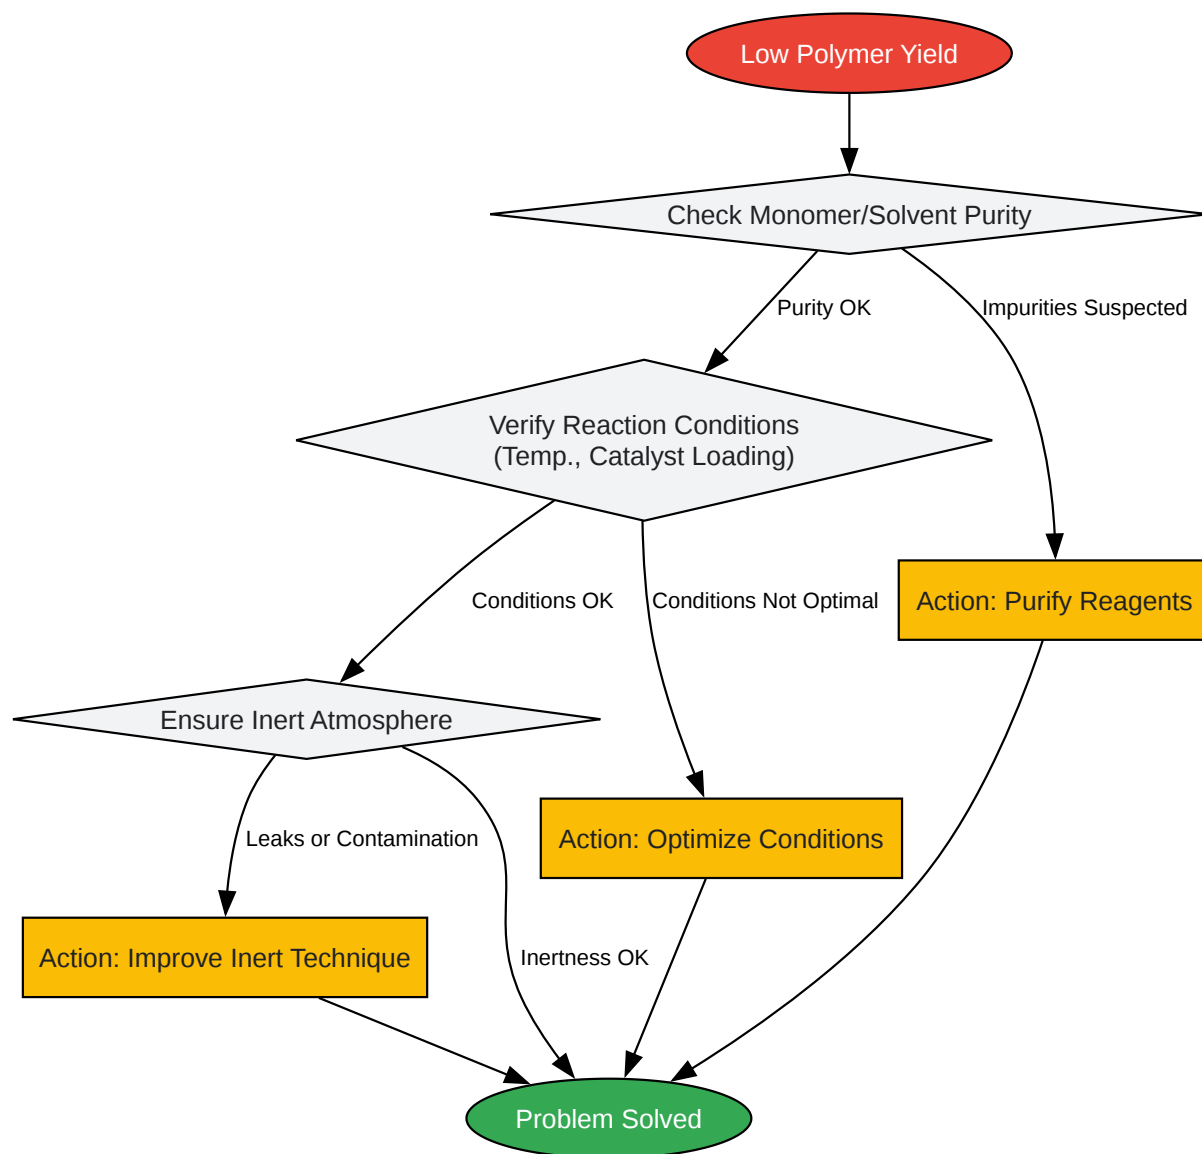 Low Polymer Yield
Check Monomer/Solvent Purity
Purity OK
Impurities Suspected
Verify Reaction Conditions
(Temp., Catalyst Loading)
Conditions OK
Conditions Not Optimal
Action: Purify Reagents
Ensure Inert Atmosphere
Leaks or Contamination
Action: Optimize Conditions
Action: Improve Inert Technique
Inertness OK
Problem Solved